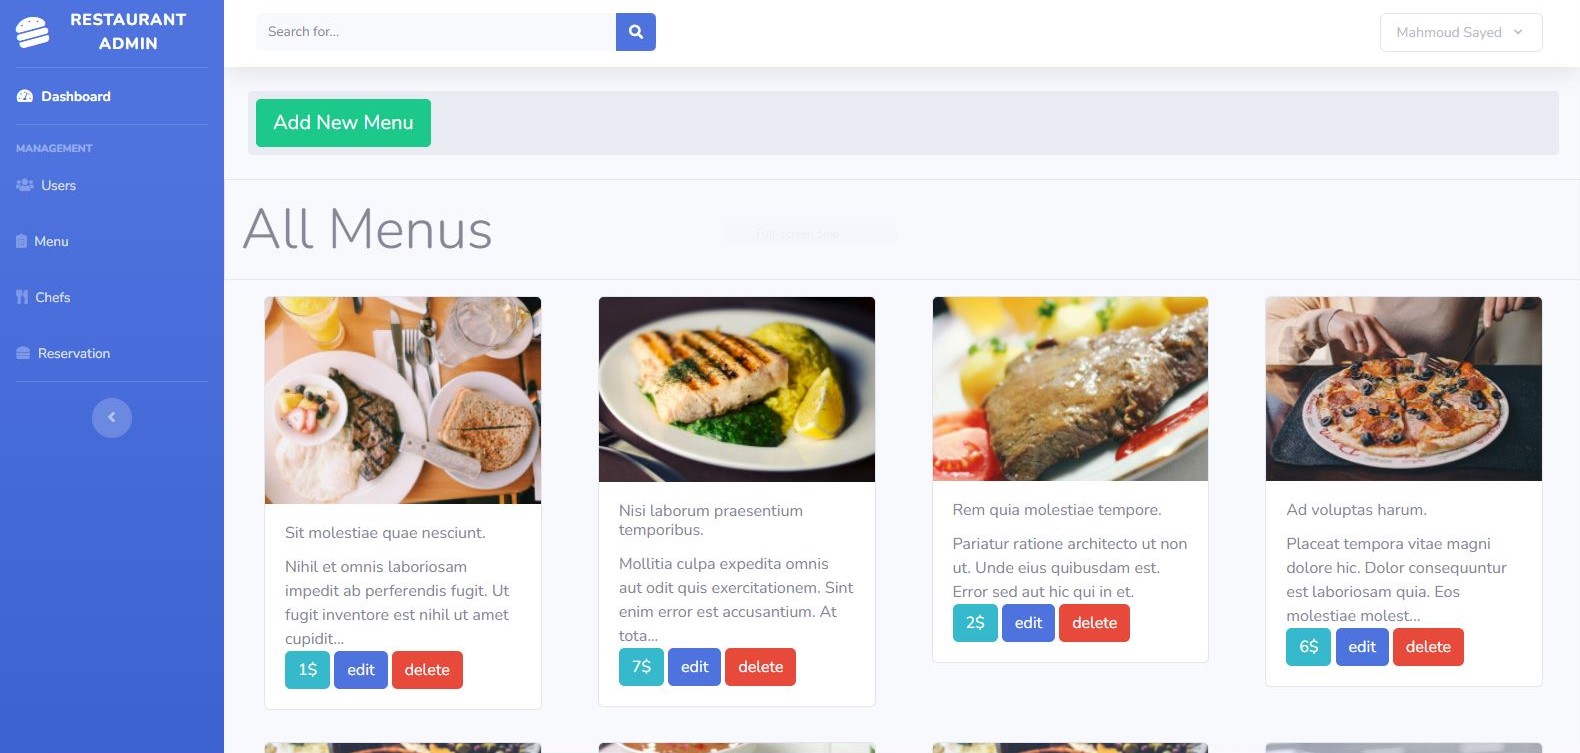 RESTAURANT
ADMIN
Search for...
Mahmoud Sayed
Dashboard
MANAGEMENT
Users
Menu
Chefs
Reservation
Add New Menu
All Menus
Full-screen Snip
Sit molestiae quae nesciunt.
Nihil et omnis laboriosam
impedit ab perferendis fugit. Ut
fugit inventore est nihil ut amet
cupidit...
1$ edit delete
Nisi laborum praesentium
temporibus.
Mollitia culpa expedita omnis
aut odit quis exercitationem. Sint
enim error est accusantium. At
tota...
7$ edit delete
Rem quia molestiae tempore.
Pariatur ratione architecto ut non
ut. Unde eius quibusdam est.
Error sed aut hic qui in et.
2$ edit delete
Ad voluptas harum.
Placeat tempora vitae magni
dolore hic. Dolor consequuntur
est laboriosam quia. Eos
molestiae molest...
6$ edit delete